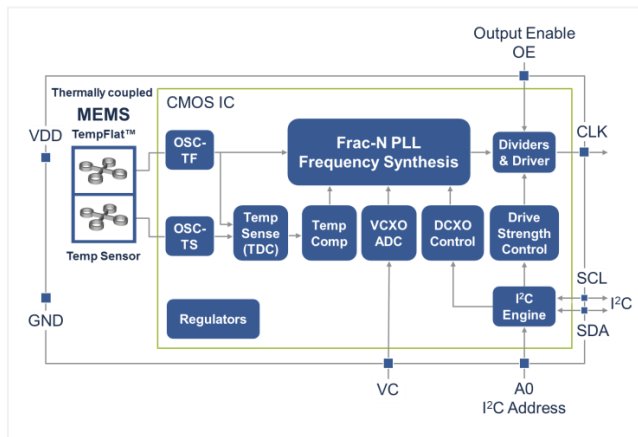 Output Enable
OE
Thermally coupled
MEMS
TempFlat™
CMOS IC
VDD
OSC-
TF
Frac-N PLL
Frequency Synthesis
Dividers
& Driver
CLK
OSC-
TS
Temp
Sense
(TDC)
Temp
Comp
VCXO
ADC
DCXO
Control
Drive
Strength
Control
Temp Sensor
SCL
I²C
SDA
I²C
Engine
Regulators
GND
VC
A0
I²C Address